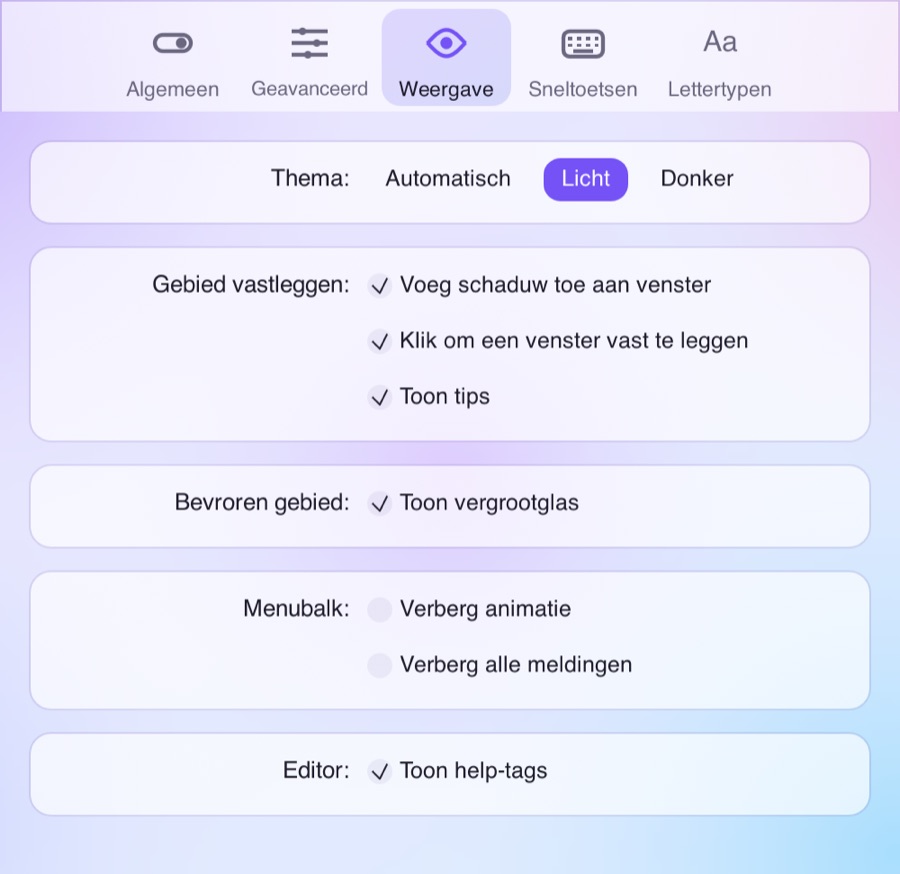 Aa
Algemeen Geavanceerd Weergave Sneltoetsen Lettertypen
Thema: Automatisch Licht Donker
Gebied vastleggen: Voeg schaduw toe aan venster
Klik om een venster vast te leggen
Toon tips
Bevroren gebied: Toon vergrootglas
Menubalk: Verberg animatie
Verberg alle meldingen
Editor: Toon help-tags